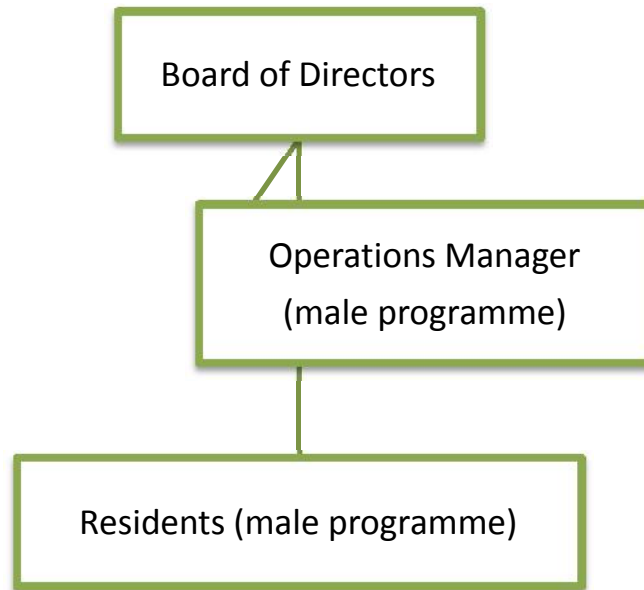 Board of Directors
Operations Manager
(male programme)
Residents (male programme)